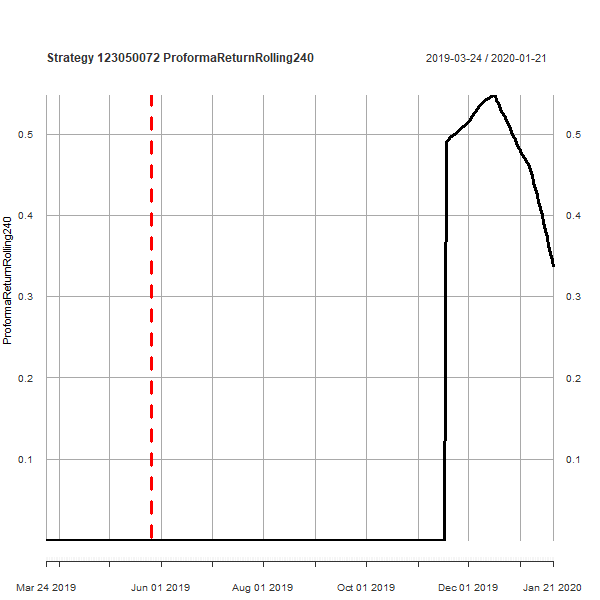 Strategy 123050072 ProformaReturnRolling240
2019-03-24 / 2020-01-21
ProformaReturnRolling240
0.5
0.4
0.3
0.2
0.1
0.5
0.4
0.3
0.2
0.1
Mar 24 2019
Jun 01 2019
Aug 01 2019
Oct 01 2019
Dec 01 2019
Jan 21 2020